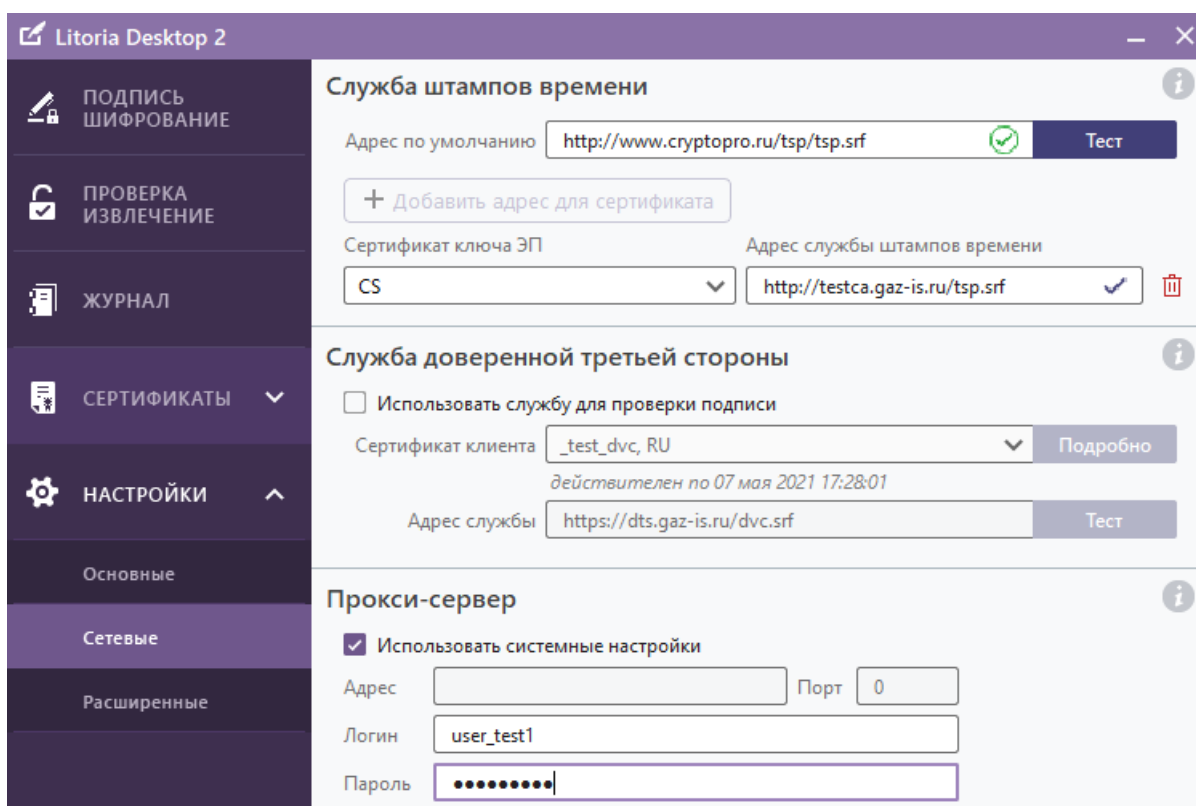 Litoria Desktop 2
ПОДПИСЬ
ШИФРОВАНИЕ
ПРОВЕРКА
ИЗВЛЕЧЕНИЕ
ЖУРНАЛ
СЕРТИФИКАТЫ
НАСТРОЙКИ
Основные
Сетевые
Расширенные
Служба штампов времени
Адрес по умолчанию http://www.cryptopro.ru/tsp/tsp.srf Тест
+ Добавить адрес для сертификата
Сертификат ключа ЭП Адрес службы штампов времени
CS http://testca.gaz-is.ru/tsp.srf
Служба доверенной третьей стороны
Использовать службу для проверки подписи
Сертификат клиента _test_dvc, RU Подробно
действителен по 07 мая 2021 17:28:01
Адрес службы https://dts.gaz-is.ru/dvc.srf Тест
Прокси-сервер
Использовать системные настройки
Адрес Порт 0
Логин user_test1
Пароль •••••••••